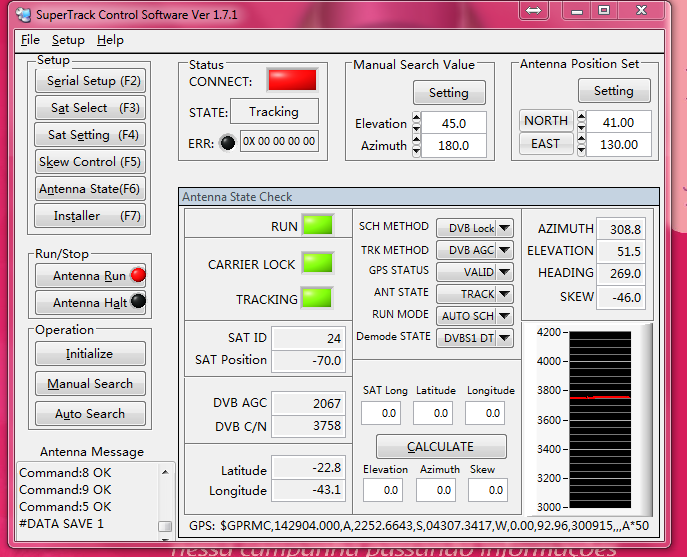 SuperTrack Control Software Ver 1.7.1
File Setup Help
Setup
Serial Setup (F2)
Sat Select (F3)
Sat Setting (F4)
Skew Control (F5)
Antenna State(F6)
Installer (F7)
Run/Stop
Antenna Run
Antenna Halt
Operation
Initialize
Manual Search
Auto Search
Antenna Message
Command:8 OK
Command:9 OK
Command:5 OK
#DATA SAVE 1
Status
CONNECT:
STATE: Tracking
ERR: 0X 00 00 00 00
Manual Search Value
Setting
Elevation 45.0
Azimuth 180.0
Antenna Position Set
Setting
NORTH 41.00
EAST 130.00
Antenna State Check
RUN
CARRIER LOCK
TRACKING
SAT ID 24
SAT Position -70.0
DVB AGC 2067
DVB C/N 3758
Latitude -22.8
Longitude -43.1
SCH METHOD DVB Lock
TRK METHOD DVB AGC
GPS STATUS VALID
ANT STATE TRACK
RUN MODE AUTO SCH
Demode STATE DVBS1 DT
SAT Long Latitude Longitude
0.0 0.0 0.0
CALCULATE
Elevation Azimuth Skew
0.0 0.0 0.0
AZIMUTH 308.8
ELEVATION 51.5
HEADING 269.0
SKEW -46.0
4200
4000
3800
3600
3400
3200
3000
GPS: $GPRMC,142904.000,A,2252.6643,S,04307.3417,W,0.00,92.96,300915,,,A*50
nessa campanha passando informações